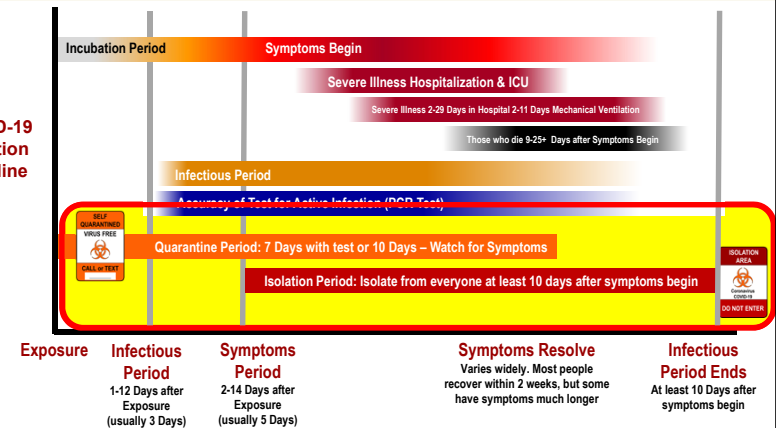 Incubation Period
Symptoms Begin
Severe Illness Hospitalization & ICU
Severe Illness 2-29 Days in Hospital 2-11 Days Mechanical Ventilation
Those who die 9-25+ Days after Symptoms Begin
D-19
tion
line
Infectious Period
Accuracy of Test for Active Infection (PCR Test)
SELF
QUARANTINED
VIRUS FREE
CALL or TEXT
Quarantine Period: 7 Days with test or 10 Days – Watch for Symptoms
Isolation Period: Isolate from everyone at least 10 days after symptoms begin
ISOLATION
AREA
Coronavirus
COVID-19
DO NOT ENTER
Exposure
Infectious
Period
1-12 Days after
Exposure
(usually 3 Days)
Symptoms
Period
2-14 Days after
Exposure
(usually 5 Days)
Symptoms Resolve
Varies widely. Most people
recover within 2 weeks, but some
have symptoms much longer
Infectious
Period Ends
At least 10 Days after
symptoms begin